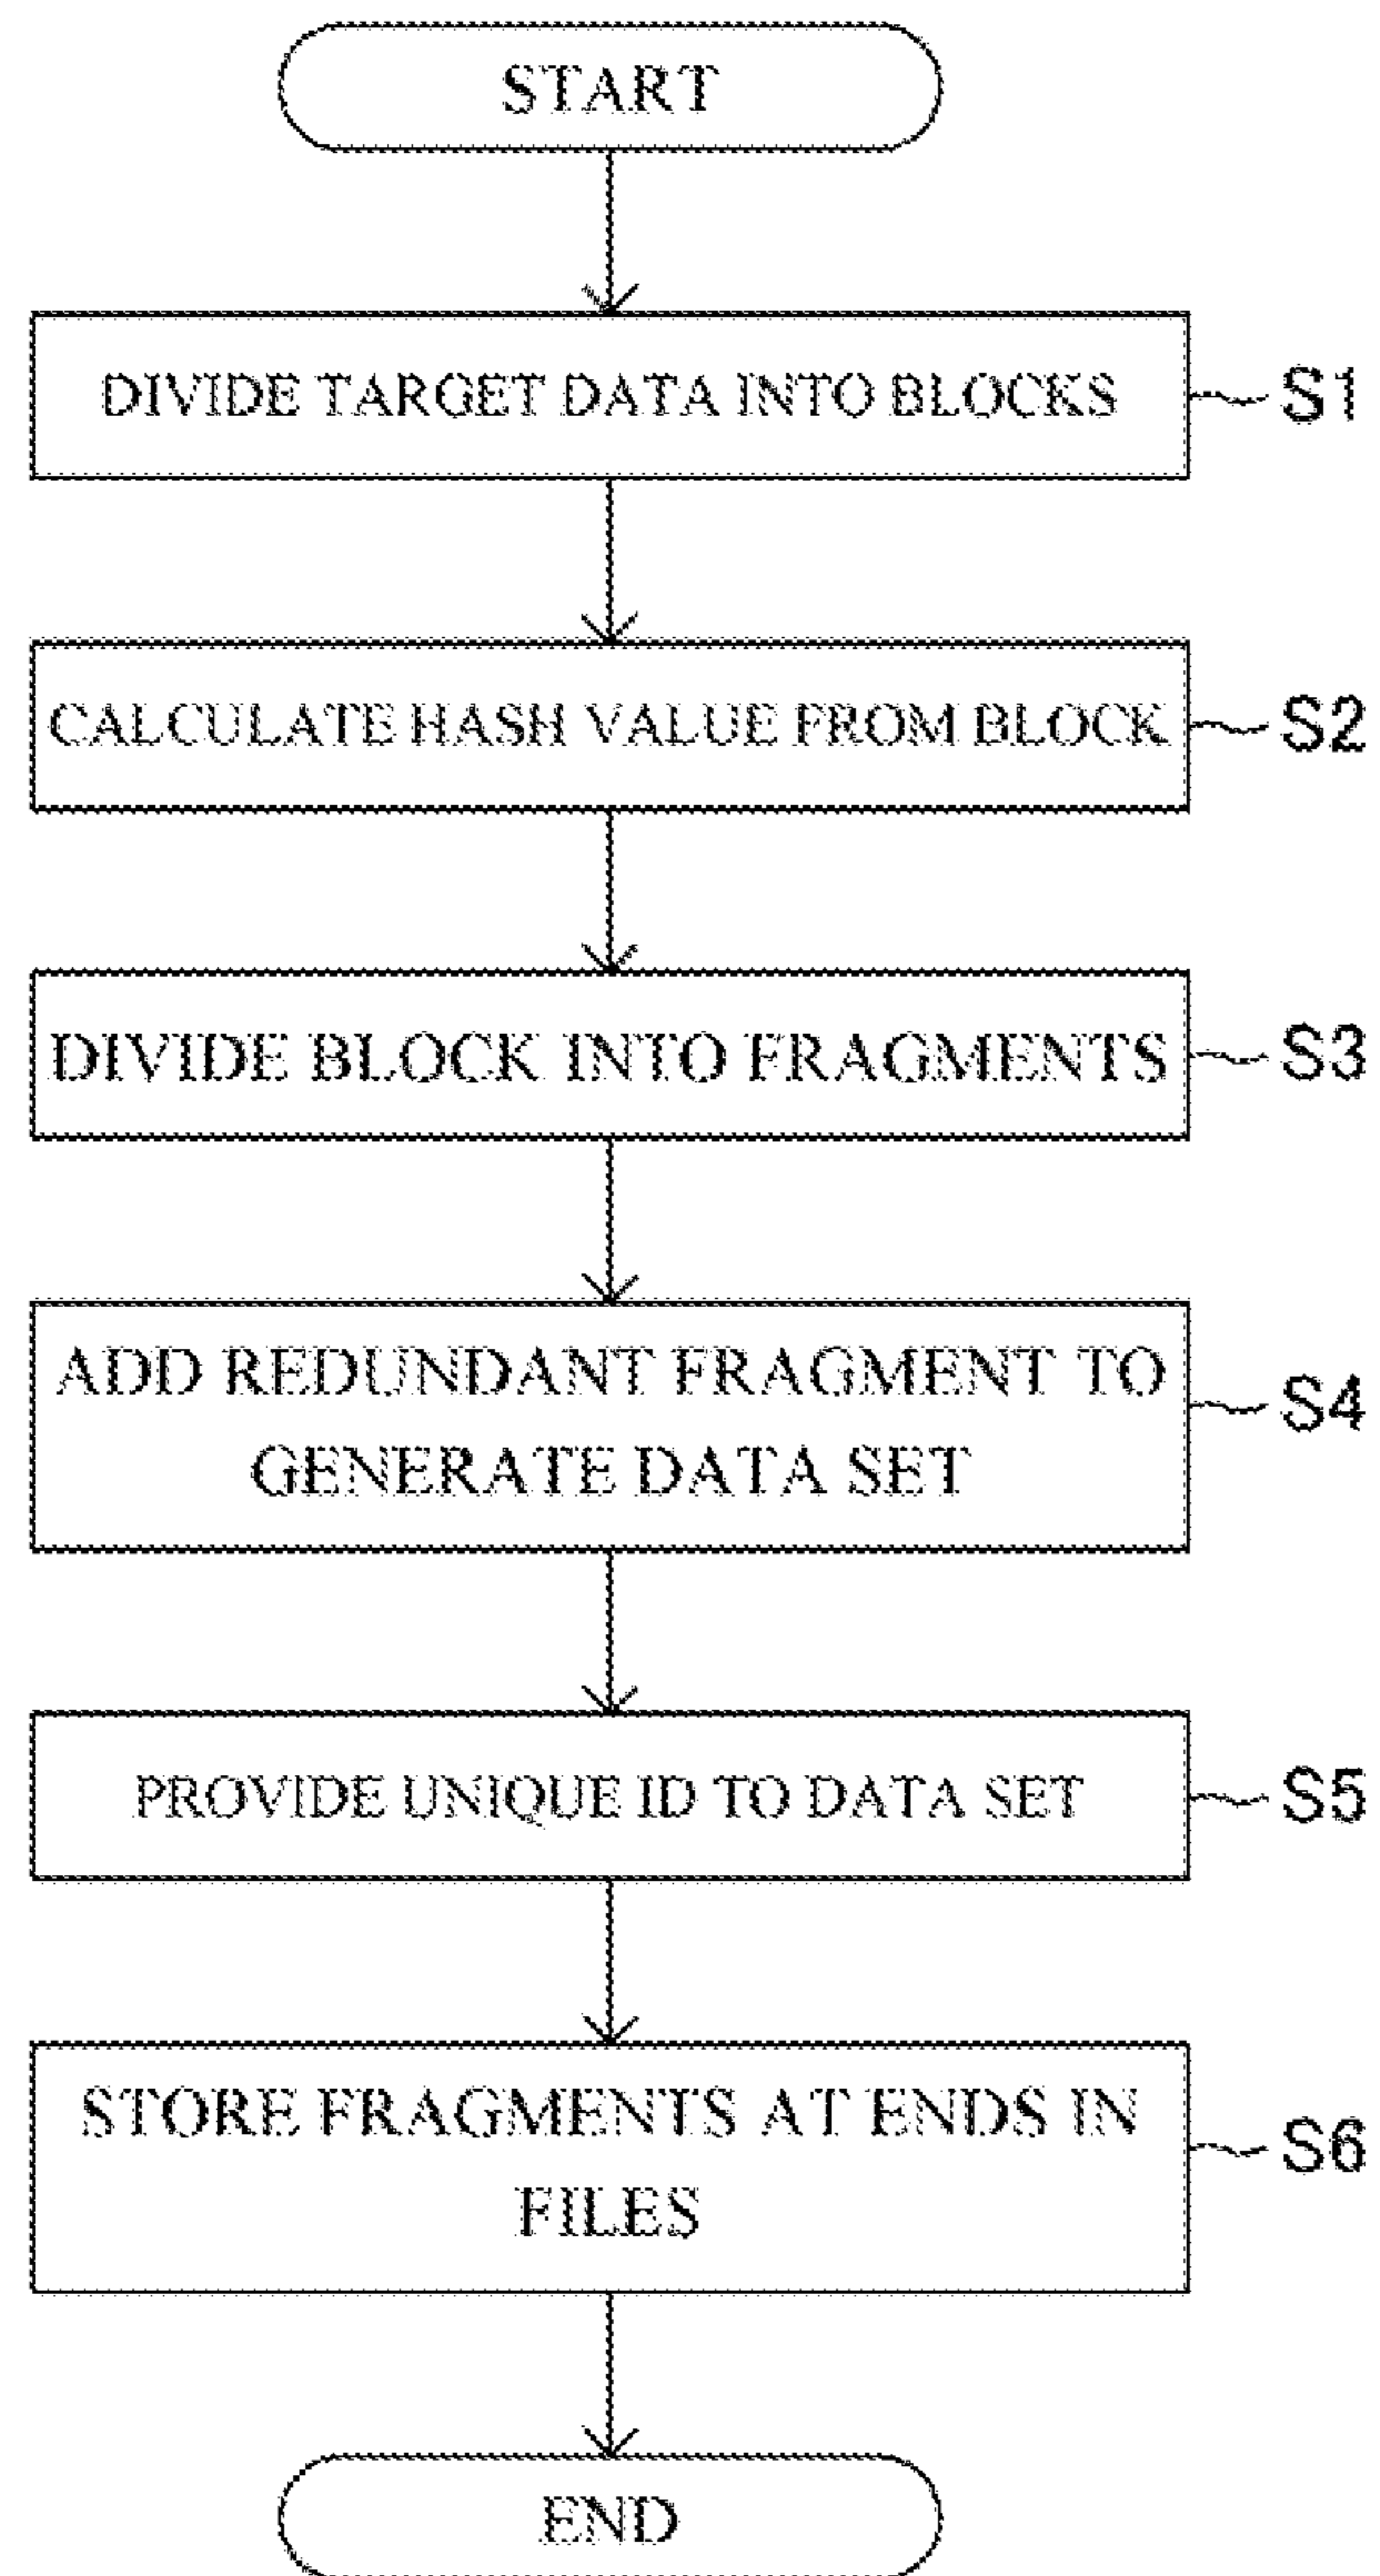 START
DIVIDE TARGET DATA INTO BLOCKS
S1
CALCULATE HASH VALUE FROM BLOCK
S2
DIVIDE BLOCK INTO FRAGMENTS
S3
ADD REDUNDANT FRAGMENT TO
GENERATE DATA SET
S4
PROVIDE UNIQUE ID TO DATA SET
S5
STORE FRAGMENTS AT ENDS IN
FILES
S6
END